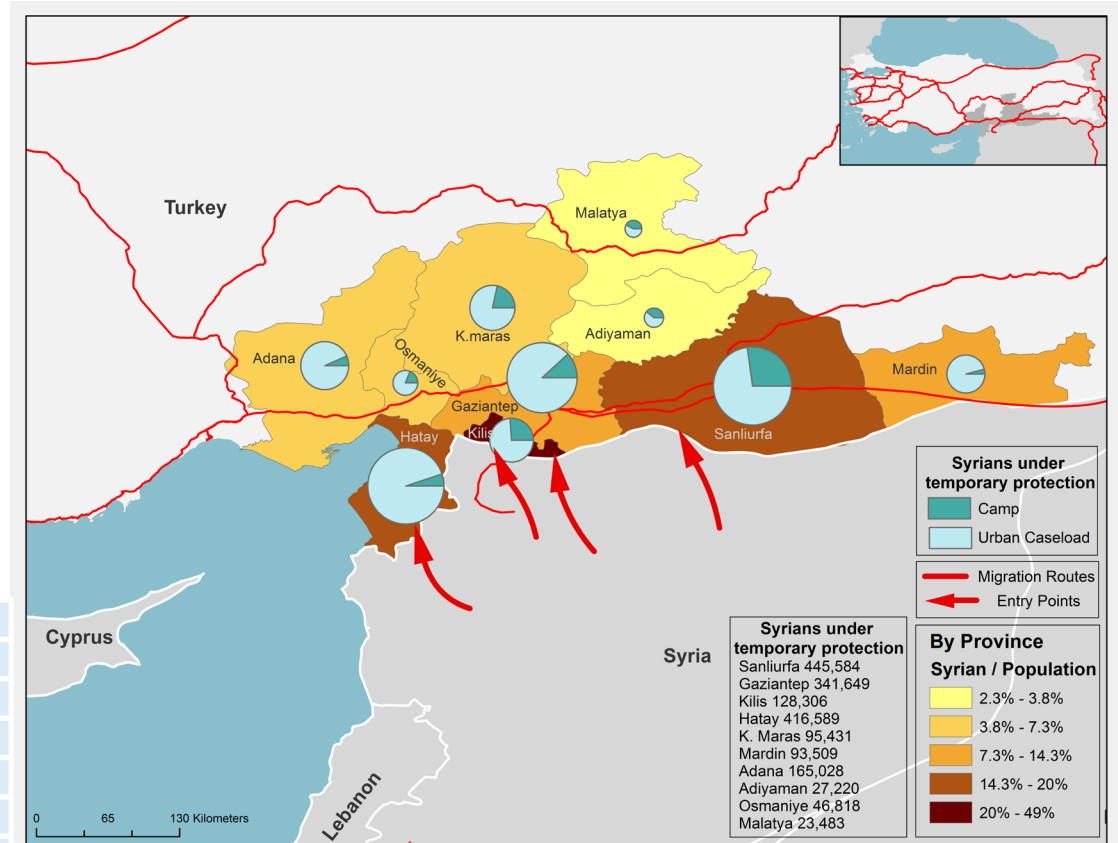 Turkey
Malatya
Adiyaman
K.maras
Adana
Osmaniye
Gaziantep
Kilis
Hatay
Sanliurfa
Mardin
Cyprus
Syria
Lebanon
0 65 130 Kilometers
Syrians under
temporary protection
Camp
Urban Caseload
Migration Routes
Entry Points
Syrians under
temporary protection
Sanliurfa 445,584
Gaziantep 341,649
Kilis 128,306
Hatay 416,589
K. Maras 95,431
Mardin 93,509
Adana 165,028
Adiyaman 27,220
Osmaniye 46,818
Malatya 23,483
By Province
Syrian / Population
2.3% - 3.8%
3.8% - 7.3%
7.3% - 14.3%
14.3% - 20%
20% - 49%